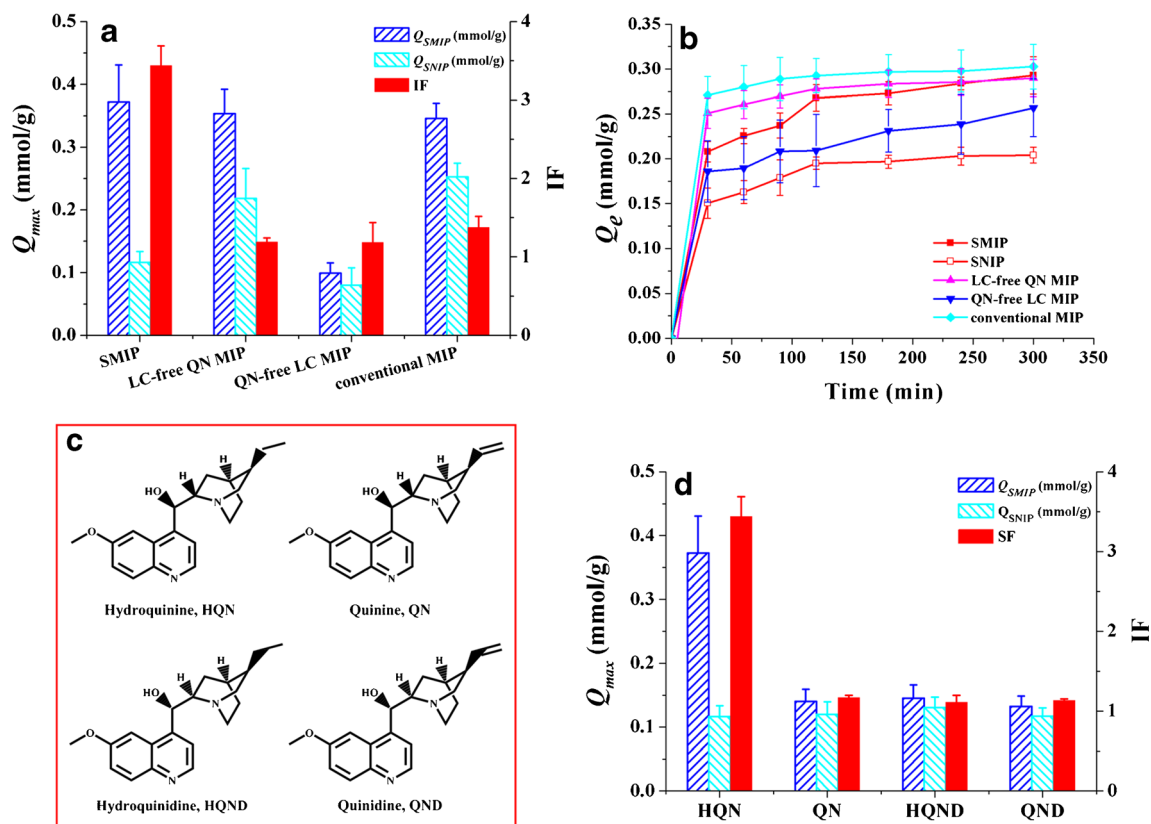 a
Q_SMIP (mmol/g)
Q_SNIP (mmol/g)
IF
Q_max (mmol/g)
0.5
0.4
0.3
0.2
0.1
0.0
4
3
2
1
0
IF
SMIP
LC-free QN MIP
QN-free LC MIP
conventional MIP
b
Q_e (mmol/g)
0.35
0.30
0.25
0.20
0.15
0.10
0.05
0.00
SMIP
SNIP
LC-free QN MIP
QN-free LC MIP
conventional MIP
0 50 100 150 200 250 300 350
Time (min)
c
H
H
HO
N
O
N
Hydroquinine, HQN
H
H
HO
N
O
N
Quinine, QN
H
H
HO
N
O
N
Hydroquinidine, HQND
H
H
HO
N
O
N
Quinidine, QND
d
Q_SMIP (mmol/g)
Q_SNIP (mmol/g)
SF
Q_max (mmol/g)
0.5
0.4
0.3
0.2
0.1
0.0
4
3
2
1
0
IF
HQN QN HQND QND